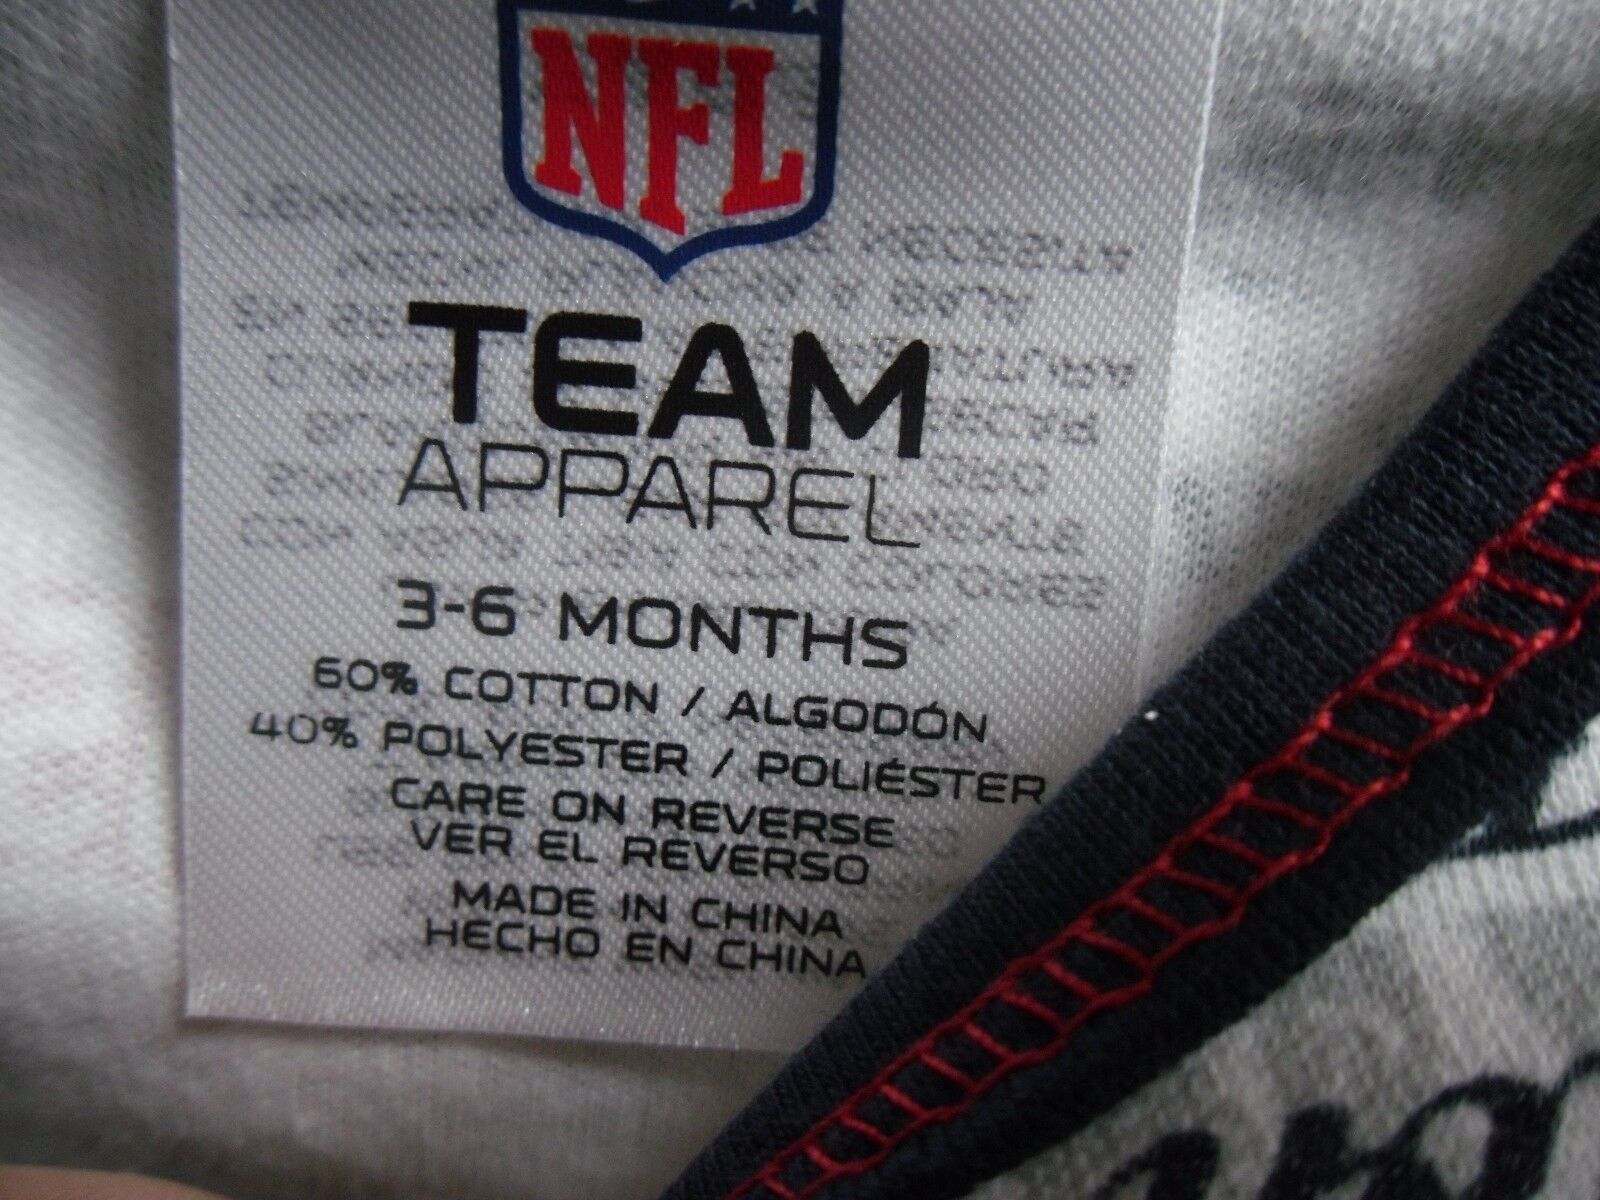 NFL
TEAM
APPAREL
3-6 MONTHS
60% COTTON / ALGODÓN
40% POLYESTER / POLIÉSTER
CARE ON REVERSE
VER EL REVERSO
MADE IN CHINA
HECHO EN CHINA